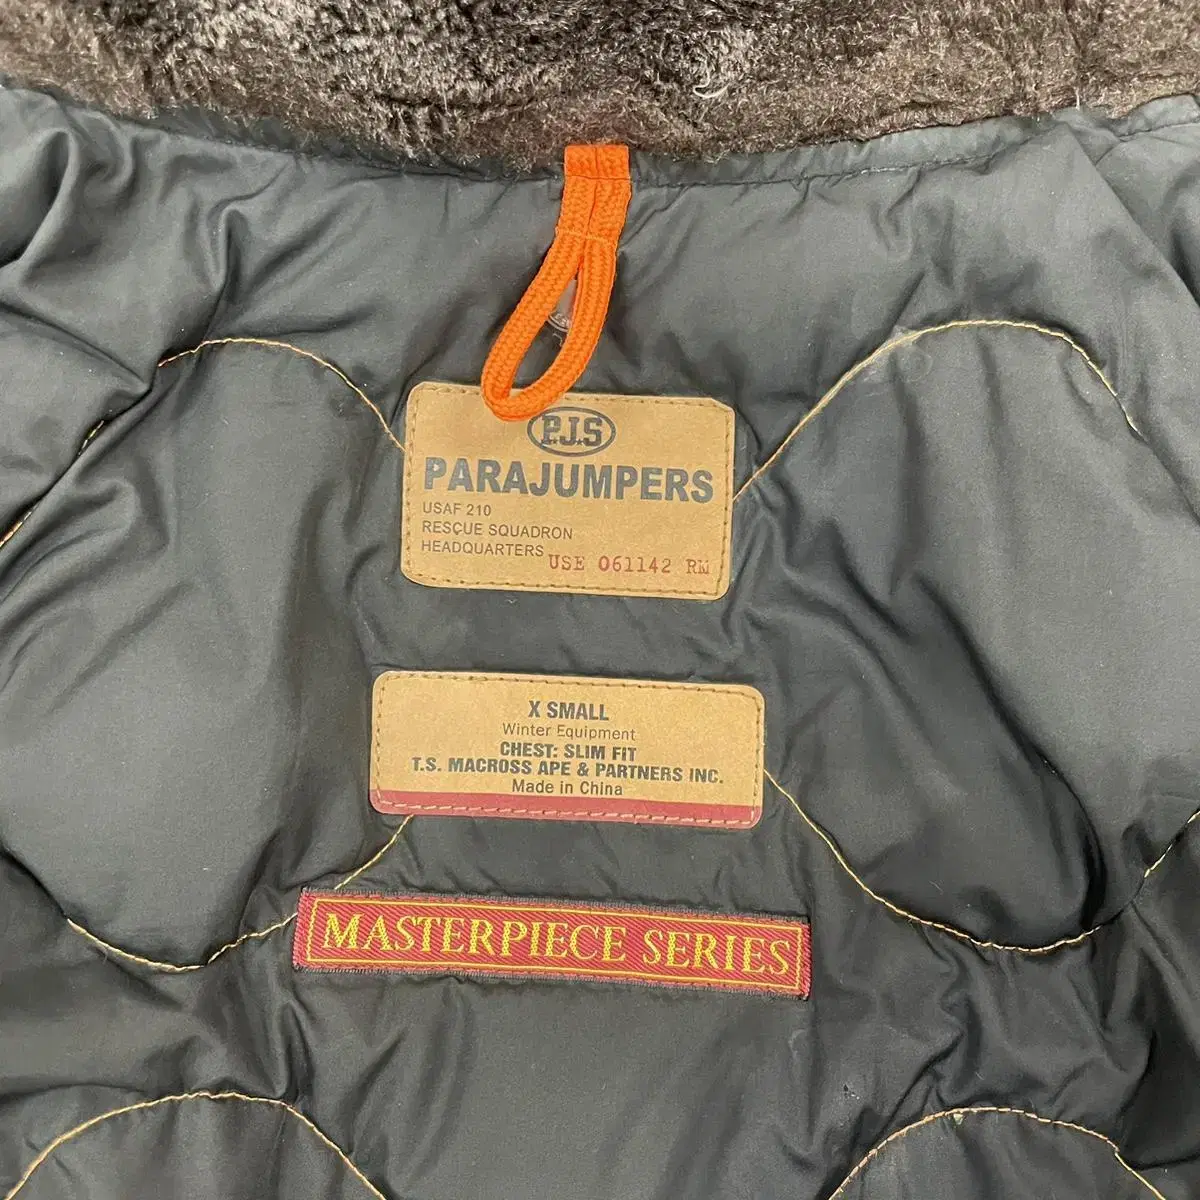 P.J.S
PARAJUMPERS
USAF 210
RESCUE SQUADRON
HEADQUARTERS
USE 061142 RM
X SMALL
Winter Equipment
CHEST: SLIM FIT
T.S. MACROSS APE & PARTNERS INC.
Made in China
MASTERPIECE SERIES